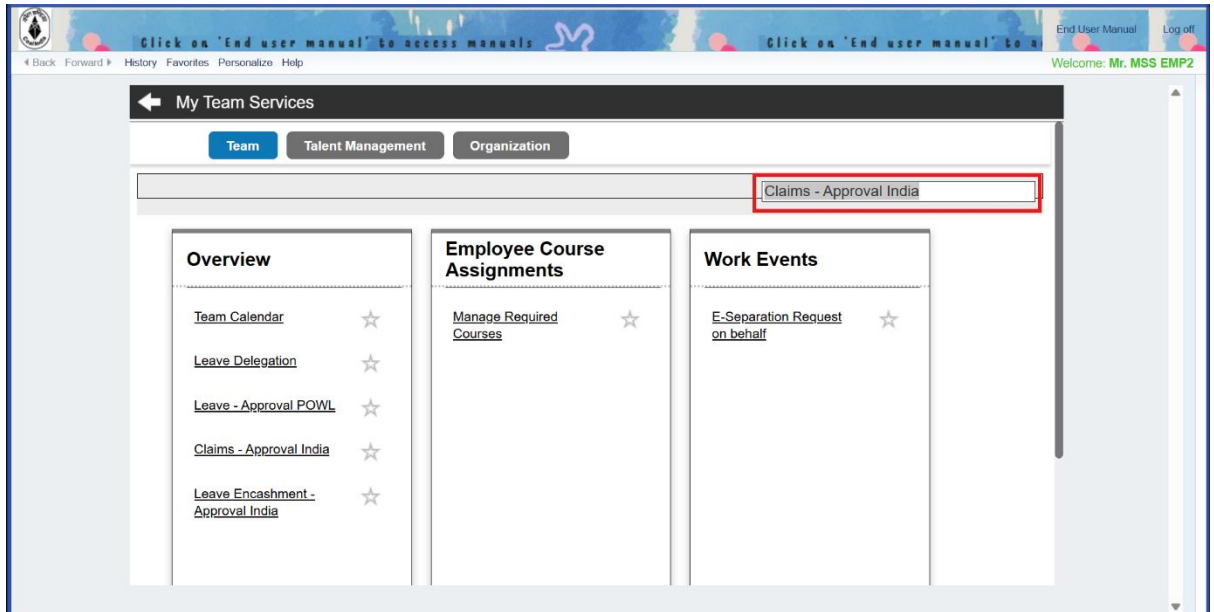 Click on 'End user manual' to access manuals
Click on 'End user manual' to a
End User Manual
Log off
Back Forward History Favorites Personalize Help
Welcome: Mr. MSS EMP2
My Team Services
Team
Talent Management
Organization
Claims - Approval India
Overview
Team Calendar
Leave Delegation
Leave - Approval POWL
Claims - Approval India
Leave Encashment -
Approval India
Employee Course
Assignments
Manage Required
Courses
Work Events
E-Separation Request
on behalf